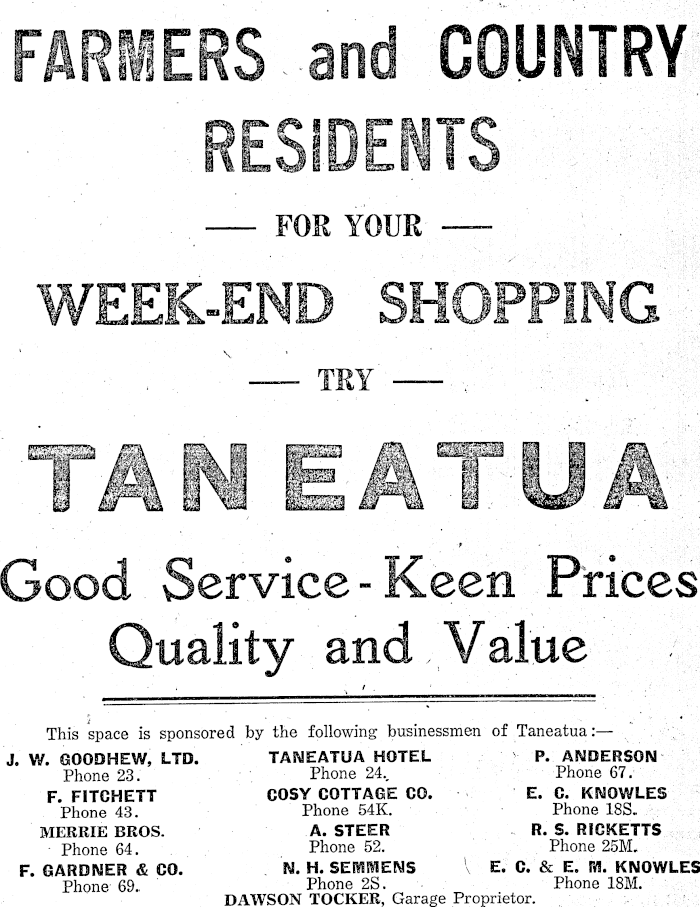 FARMERS and COUNTRY
RESIDENTS
— FOR YOUR —
WEEK-END SHOPPING
— TRY —
TANEATUA
Good Service - Keen Prices
Quality and Value
This space is sponsored by the following businessmen of Taneatua :—
J. W. GOODHEW, LTD.
Phone 23.
F. FITCHETT
Phone 43.
MERRIE BROS.
Phone 64.
F. GARDNER & CO.
Phone 69.
TANEATUA HOTEL
Phone 24.
COSY COTTAGE CO.
Phone 54K.
A. STEER
Phone 52.
N. H. SEMMENS
Phone 2S.
P. ANDERSON
Phone 67.
E. C. KNOWLES
Phone 18S.
R. S. RICKETTS
Phone 25M.
E. C. & E. M. KNOWLES
Phone 18M.
DAWSON TOCKER, Garage Proprietor.